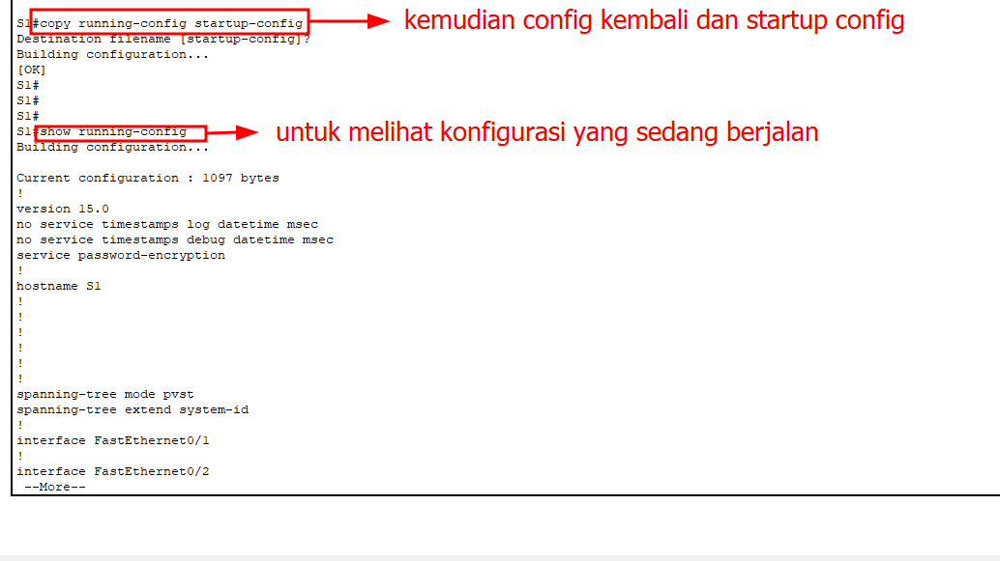 S1#copy running-config startup-config
kemudian config kembali dan startup config
Destination filename [startup-config]?
Building configuration...
[OK]
S1#
S1#
S1#
S1#show running-config
untuk melihat konfigurasi yang sedang berjalan
Building configuration...
Current configuration : 1097 bytes
!
version 15.0
no service timestamps log datetime msec
no service timestamps debug datetime msec
service password-encryption
!
hostname S1
!
!
!
!
!
!
spanning-tree mode pvst
spanning-tree extend system-id
!
interface FastEthernet0/1
!
interface FastEthernet0/2
--More--